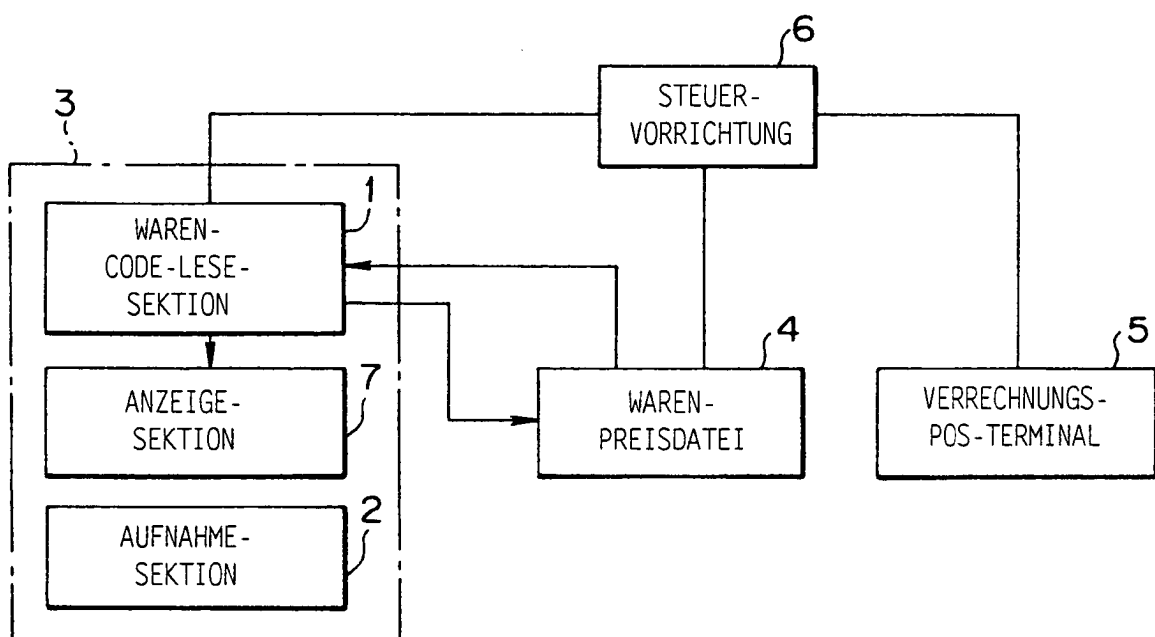 6
STEUER-
VORRICHTUNG
3
1
WAREN-
CODE-LESE-
SEKTION
7
ANZEIGE-
SEKTION
4
WAREN-
PREISDATEI
5
VERRECHNUNGS-
POS-TERMINAL
2
AUFNAHME-
SEKTION